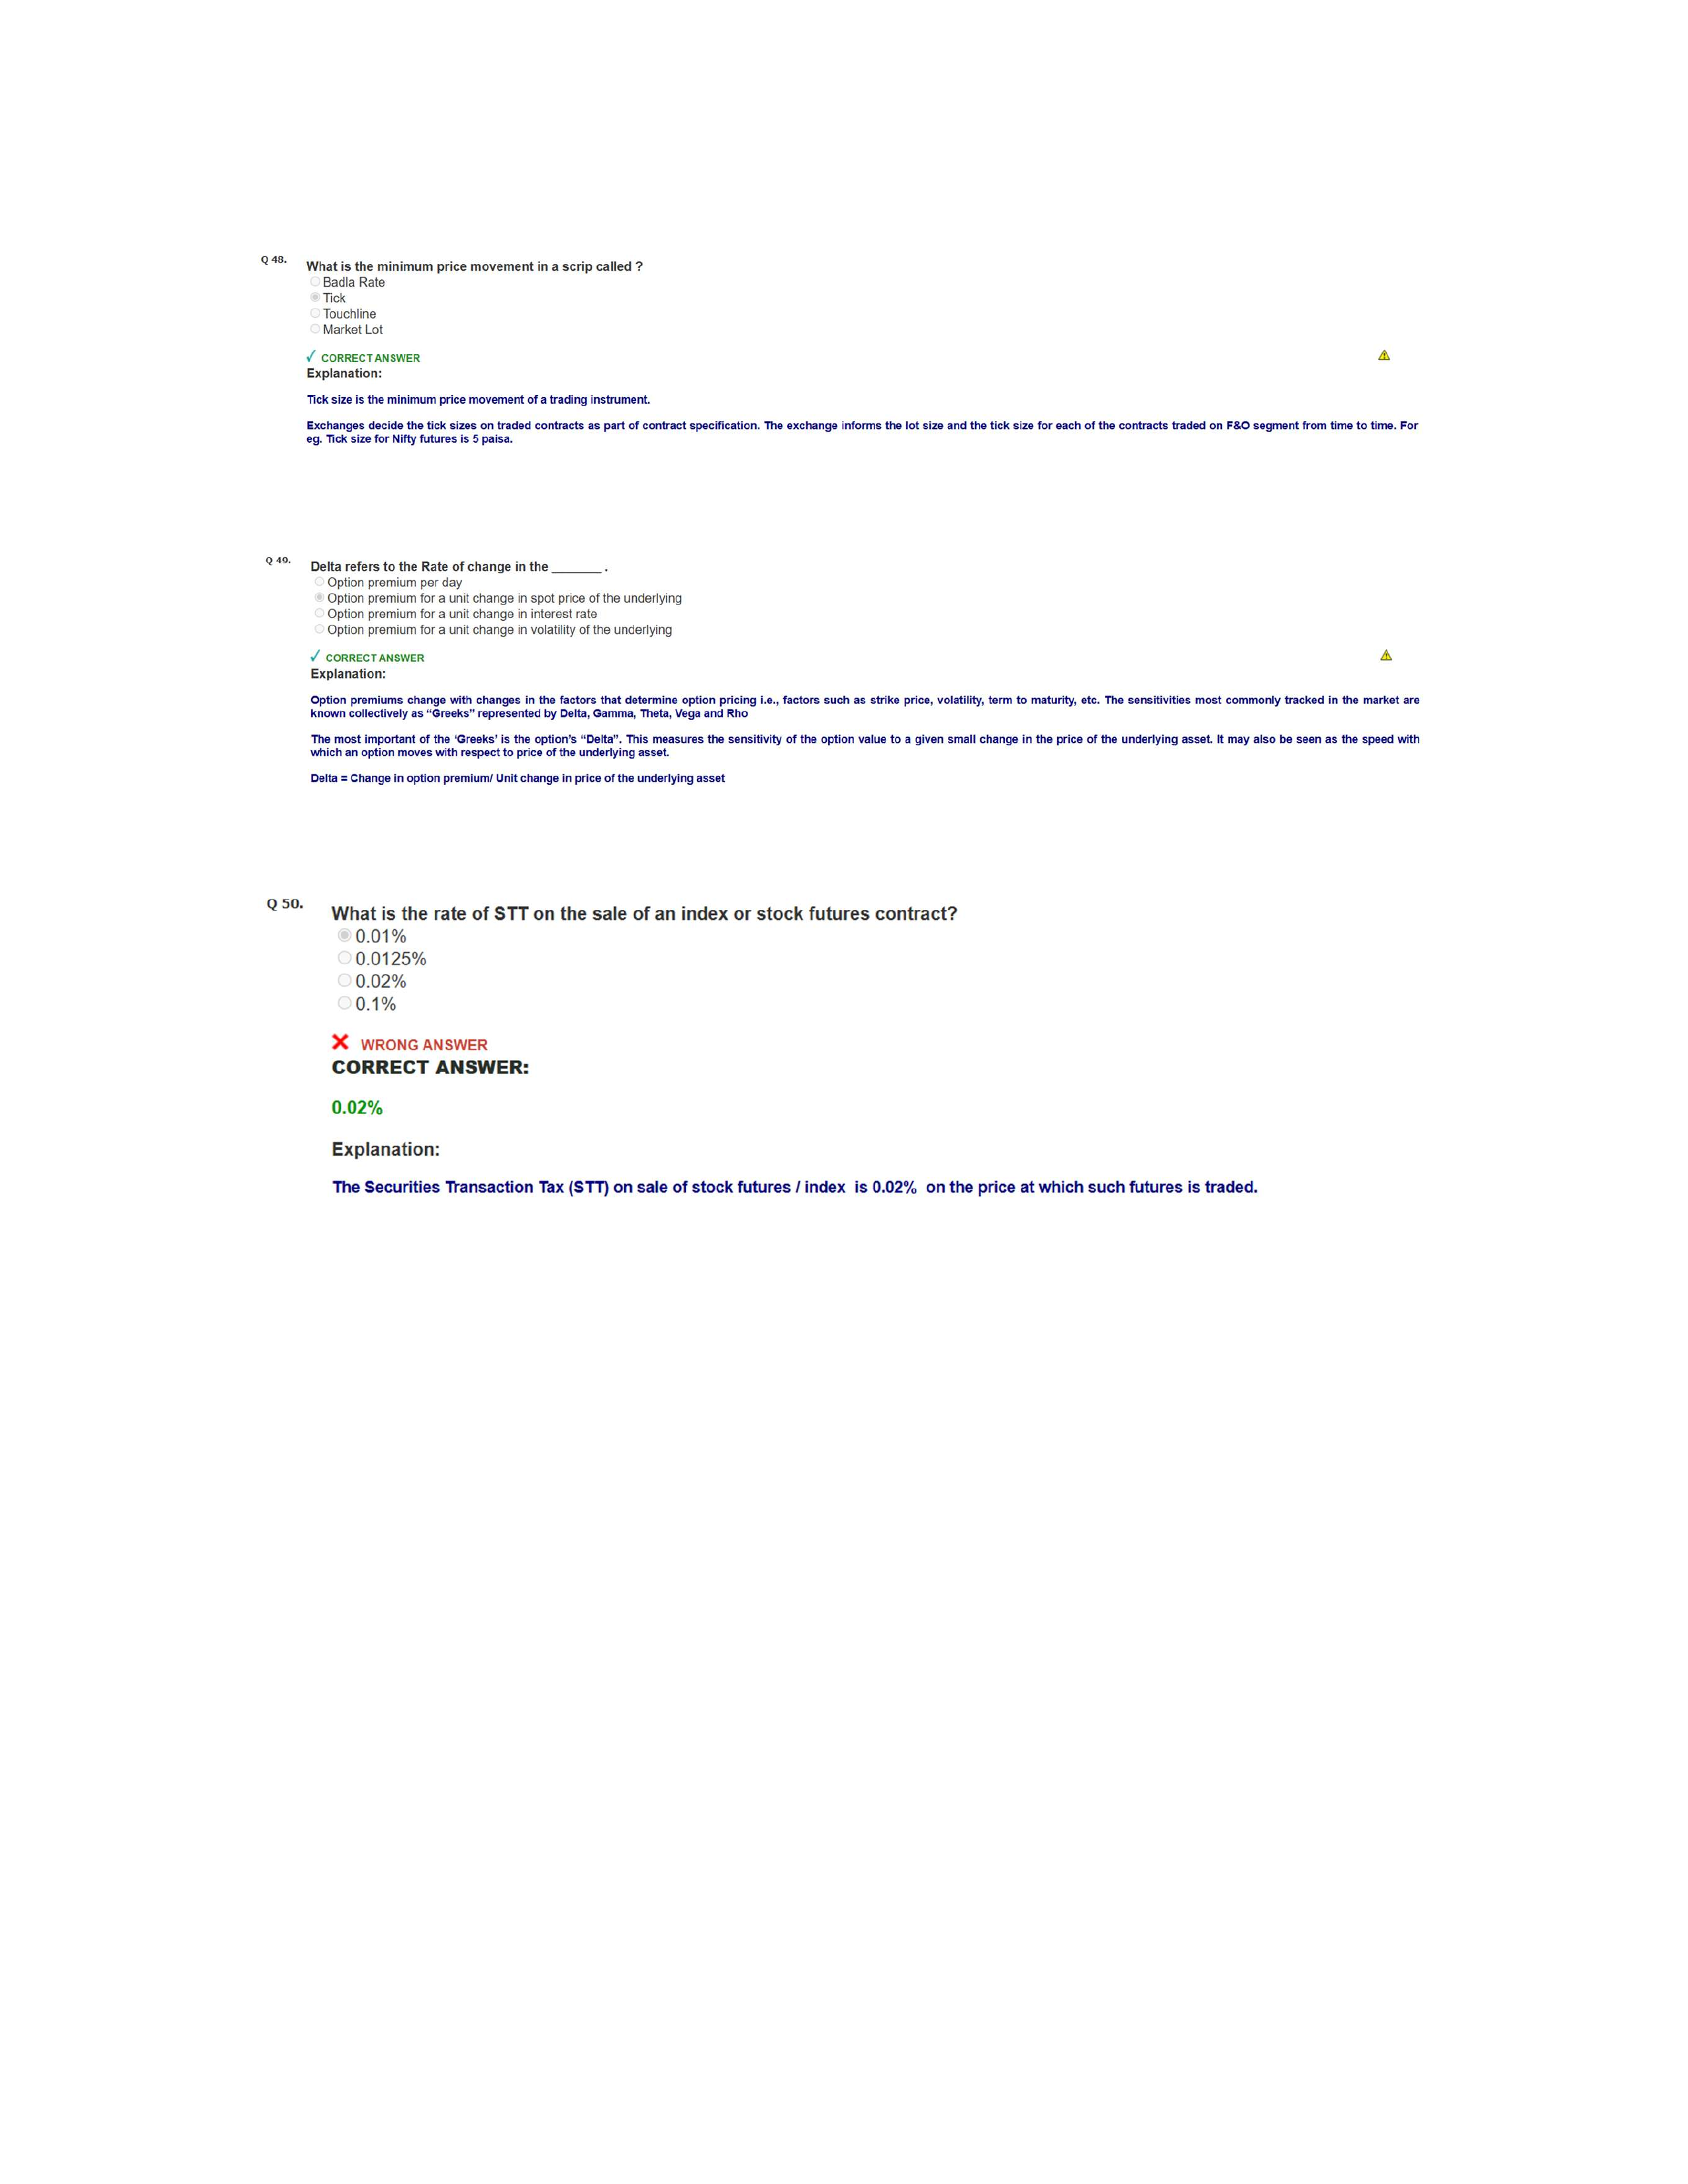 Q 48.
What is the minimum price movement in a scrip called ?
Badla Rate
Tick
Touchline
Market Lot
CORRECT ANSWER
Explanation:
Tick size is the minimum price movement of a trading instrument.
Exchanges decide the tick sizes on traded contracts as part of contract specification. The exchange informs the lot size and the tick size for each of the contracts traded on F&O segment from time to time. For
eg. Tick size for Nifty futures is 5 paisa.
Q 49.
Delta refers to the Rate of change in the _______ .
Option premium per day
Option premium for a unit change in spot price of the underlying
Option premium for a unit change in interest rate
Option premium for a unit change in volatility of the underlying
CORRECT ANSWER
Explanation:
Option premiums change with changes in the factors that determine option pricing i.e., factors such as strike price, volatility, term to maturity, etc. The sensitivities most commonly tracked in the market are
known collectively as “Greeks” represented by Delta, Gamma, Theta, Vega and Rho
The most important of the ‘Greeks’ is the option’s “Delta”. This measures the sensitivity of the option value to a given small change in the price of the underlying asset. It may also be seen as the speed with
which an option moves with respect to price of the underlying asset.
Delta = Change in option premium/ Unit change in price of the underlying asset
Q 50.
What is the rate of STT on the sale of an index or stock futures contract?
0.01%
0.0125%
0.02%
0.1%
WRONG ANSWER
CORRECT ANSWER:
0.02%
Explanation:
The Securities Transaction Tax (STT) on sale of stock futures / index is 0.02% on the price at which such futures is traded.